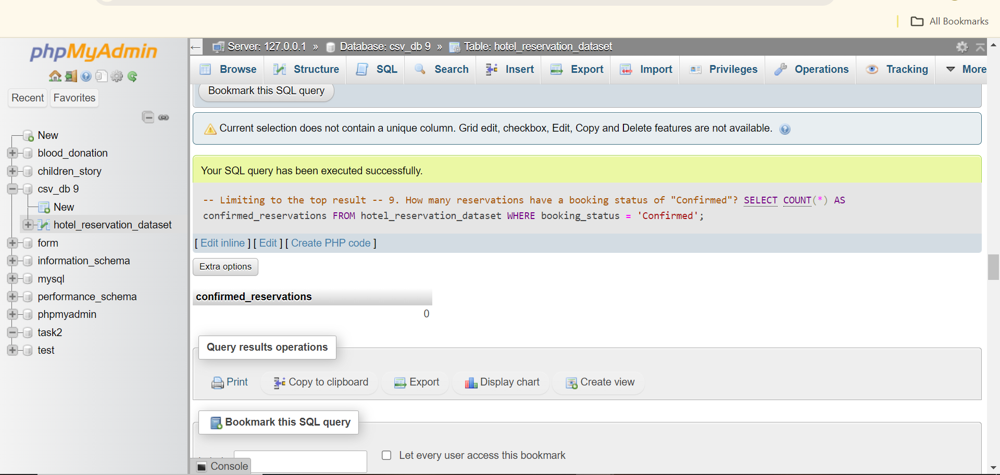 All Bookmarks
phpMyAdmin
Recent Favorites
New
blood_donation
children_story
csv_db 9
New
hotel_reservation_dataset
form
information_schema
mysql
performance_schema
phpmyadmin
task2
test
Server: 127.0.0.1 » Database: csv_db 9 » Table: hotel_reservation_dataset
Browse Structure SQL Search Insert Export Import Privileges Operations Tracking More
Bookmark this SQL query
Current selection does not contain a unique column. Grid edit, checkbox, Edit, Copy and Delete features are not available.
Your SQL query has been executed successfully.
-- Limiting to the top result -- 9. How many reservations have a booking status of "Confirmed"? SELECT COUNT(*) AS
confirmed_reservations FROM hotel_reservation_dataset WHERE booking_status = 'Confirmed';
[ Edit inline ] [ Edit ] [ Create PHP code ]
Extra options
confirmed_reservations
0
Query results operations
Print Copy to clipboard Export Display chart Create view
Bookmark this SQL query
Let every user access this bookmark
Console